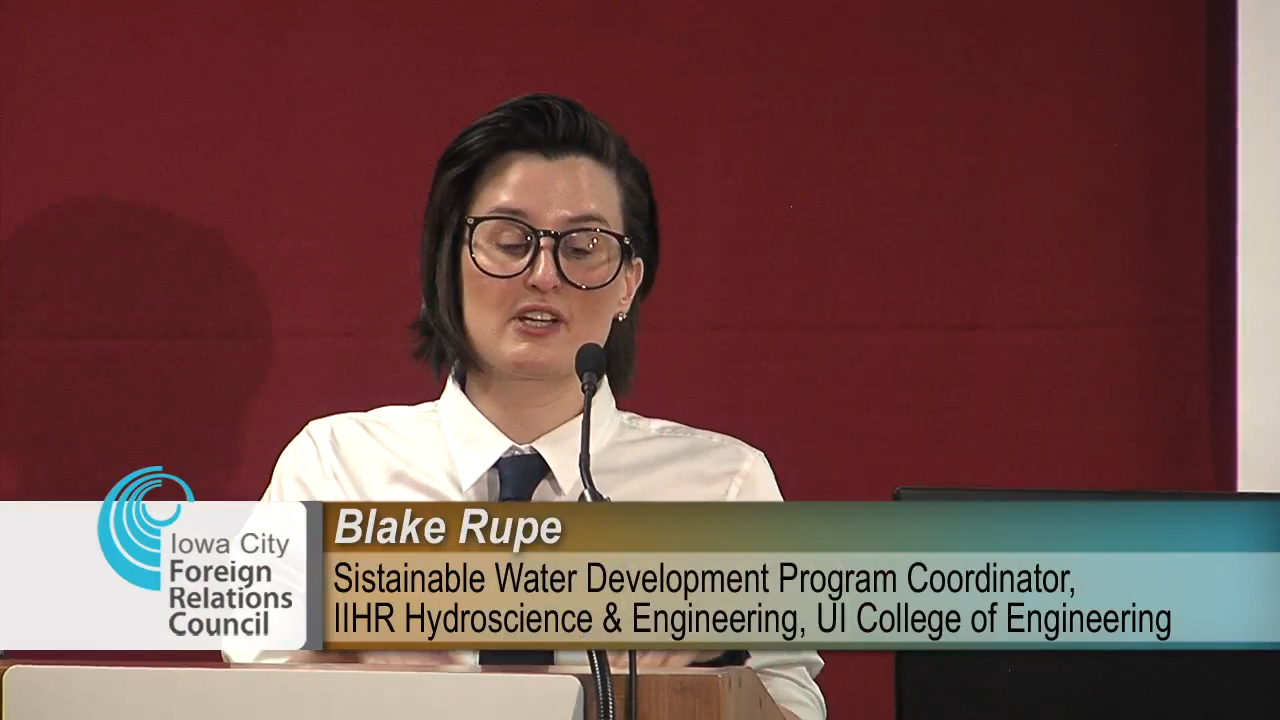 Iowa City
Foreign
Relations
Council
Blake Rupe
Sistainable Water Development Program Coordinator,
IIHR Hydroscience & Engineering, UI College of Engineering